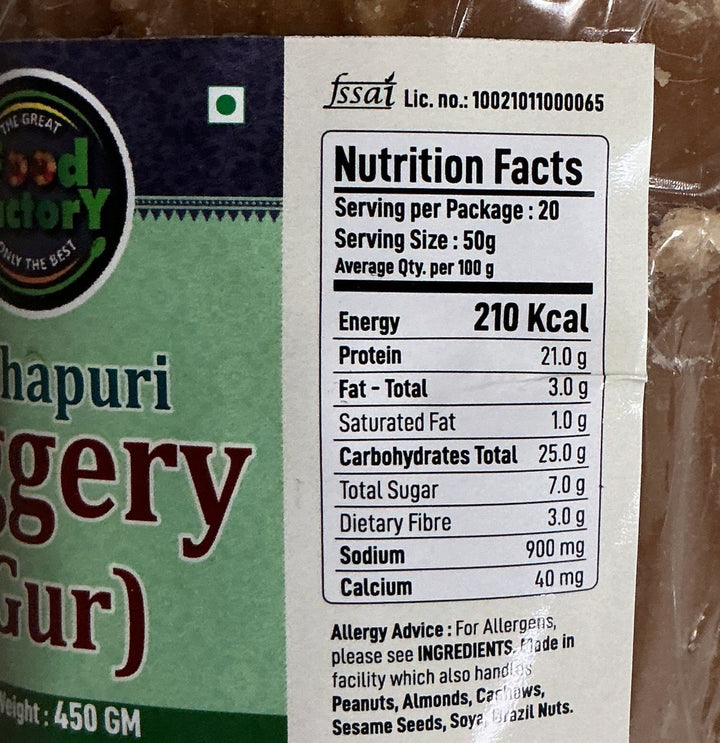 THE GREAT
Food
Factory
ONLY THE BEST
hapuri
ggery
Gur)
Weight : 450 GM
fssai Lic. no.: 10021011000065
Nutrition Facts
Serving per Package : 20
Serving Size : 50g
Average Qty. per 100 g
Energy 210 Kcal
Protein 21.0 g
Fat - Total 3.0 g
Saturated Fat 1.0 g
Carbohydrates Total 25.0 g
Total Sugar 7.0 g
Dietary Fibre 3.0 g
Sodium 900 mg
Calcium 40 mg
Allergy Advice : For Allergens,
please see INGREDIENTS. Made in
facility which also handles
Peanuts, Almonds, Cashews,
Sesame Seeds, Soya, Brazil Nuts.